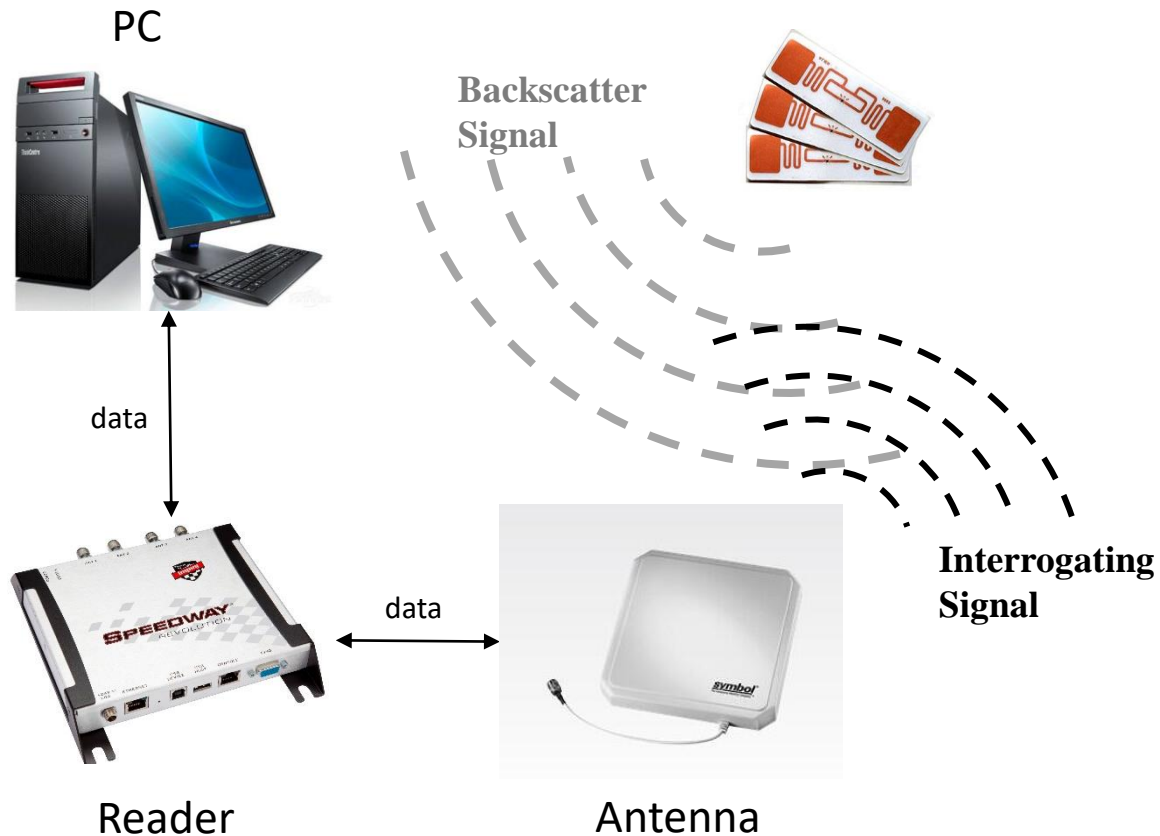 PC
Backscatter
Signal
data
Interrogating
Signal
SPEEDWAY
REVOLUTION
data
symbol
Reader
Antenna